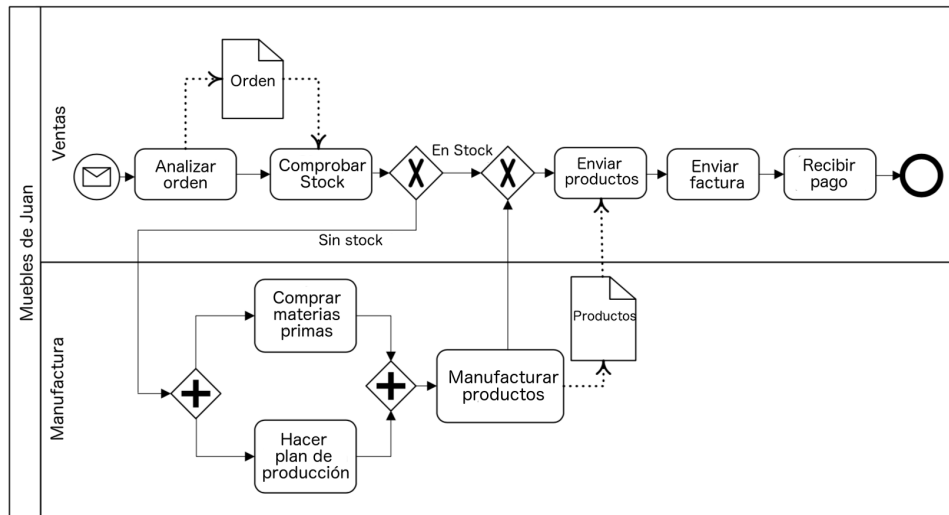 Muebles de Juan
Ventas
Orden
Analizar
orden
Comprobar
Stock
En Stock
Sin stock
Enviar
productos
Enviar
factura
Recibir
pago
Manufactura
Comprar
materias
primas
Hacer
plan de
producción
Manufacturar
productos
Productos